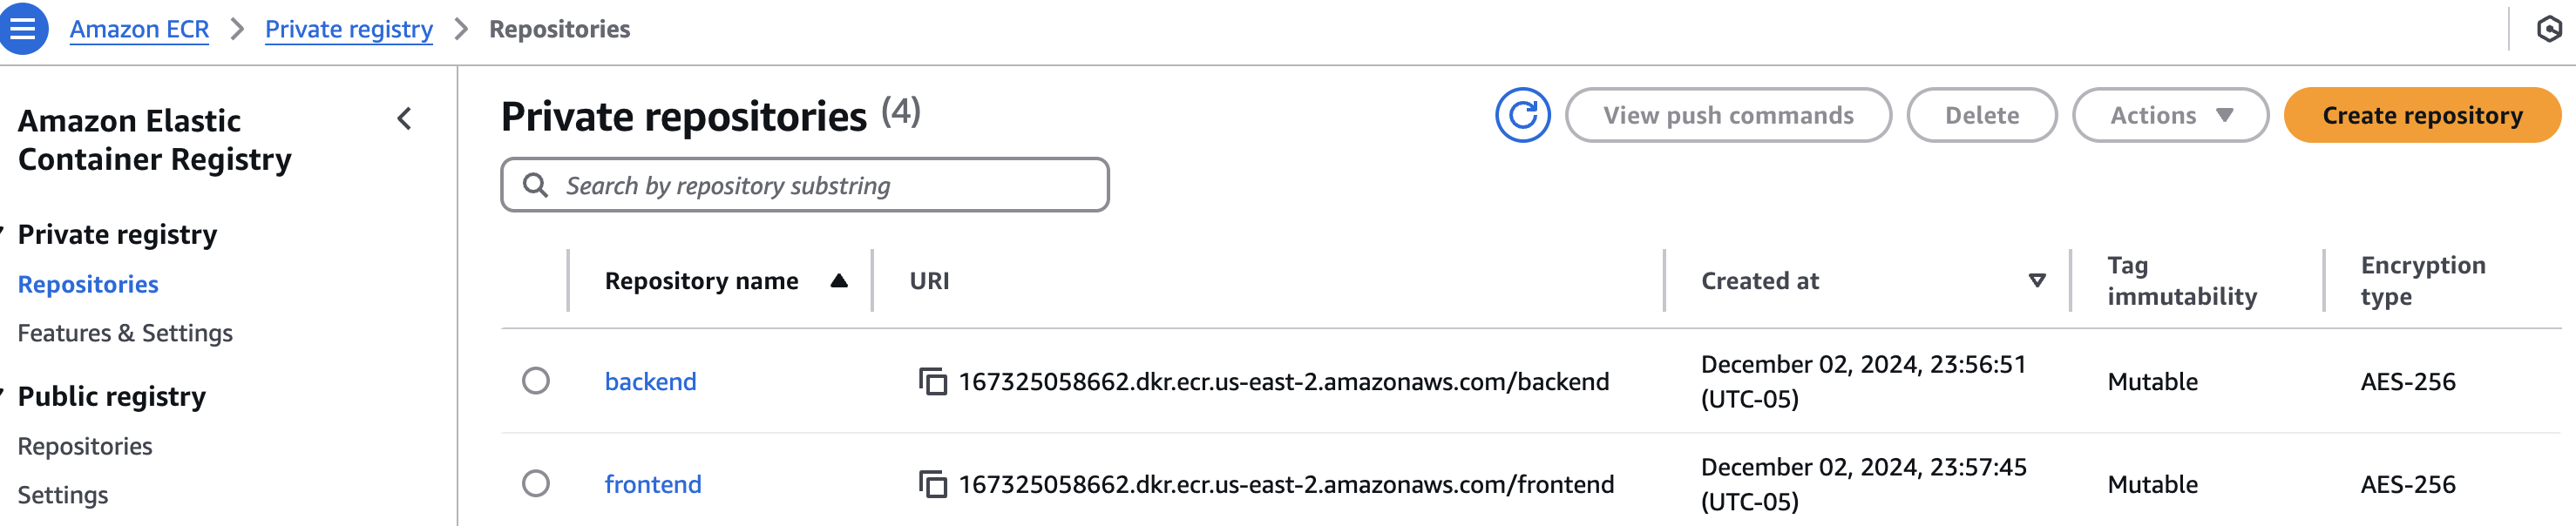 Amazon ECR > Private registry > Repositories
Amazon Elastic
Container Registry
Private registry
Repositories
Features & Settings
Public registry
Repositories
Settings
Private repositories (4)
View push commands
Delete
Actions
Create repository
Search by repository substring
Repository name
URI
Created at
Tag
immutability
Encryption
type
backend
167325058662.dkr.ecr.us-east-2.amazonaws.com/backend
December 02, 2024, 23:56:51
(UTC-05)
Mutable
AES-256
frontend
167325058662.dkr.ecr.us-east-2.amazonaws.com/frontend
December 02, 2024, 23:57:45
(UTC-05)
Mutable
AES-256